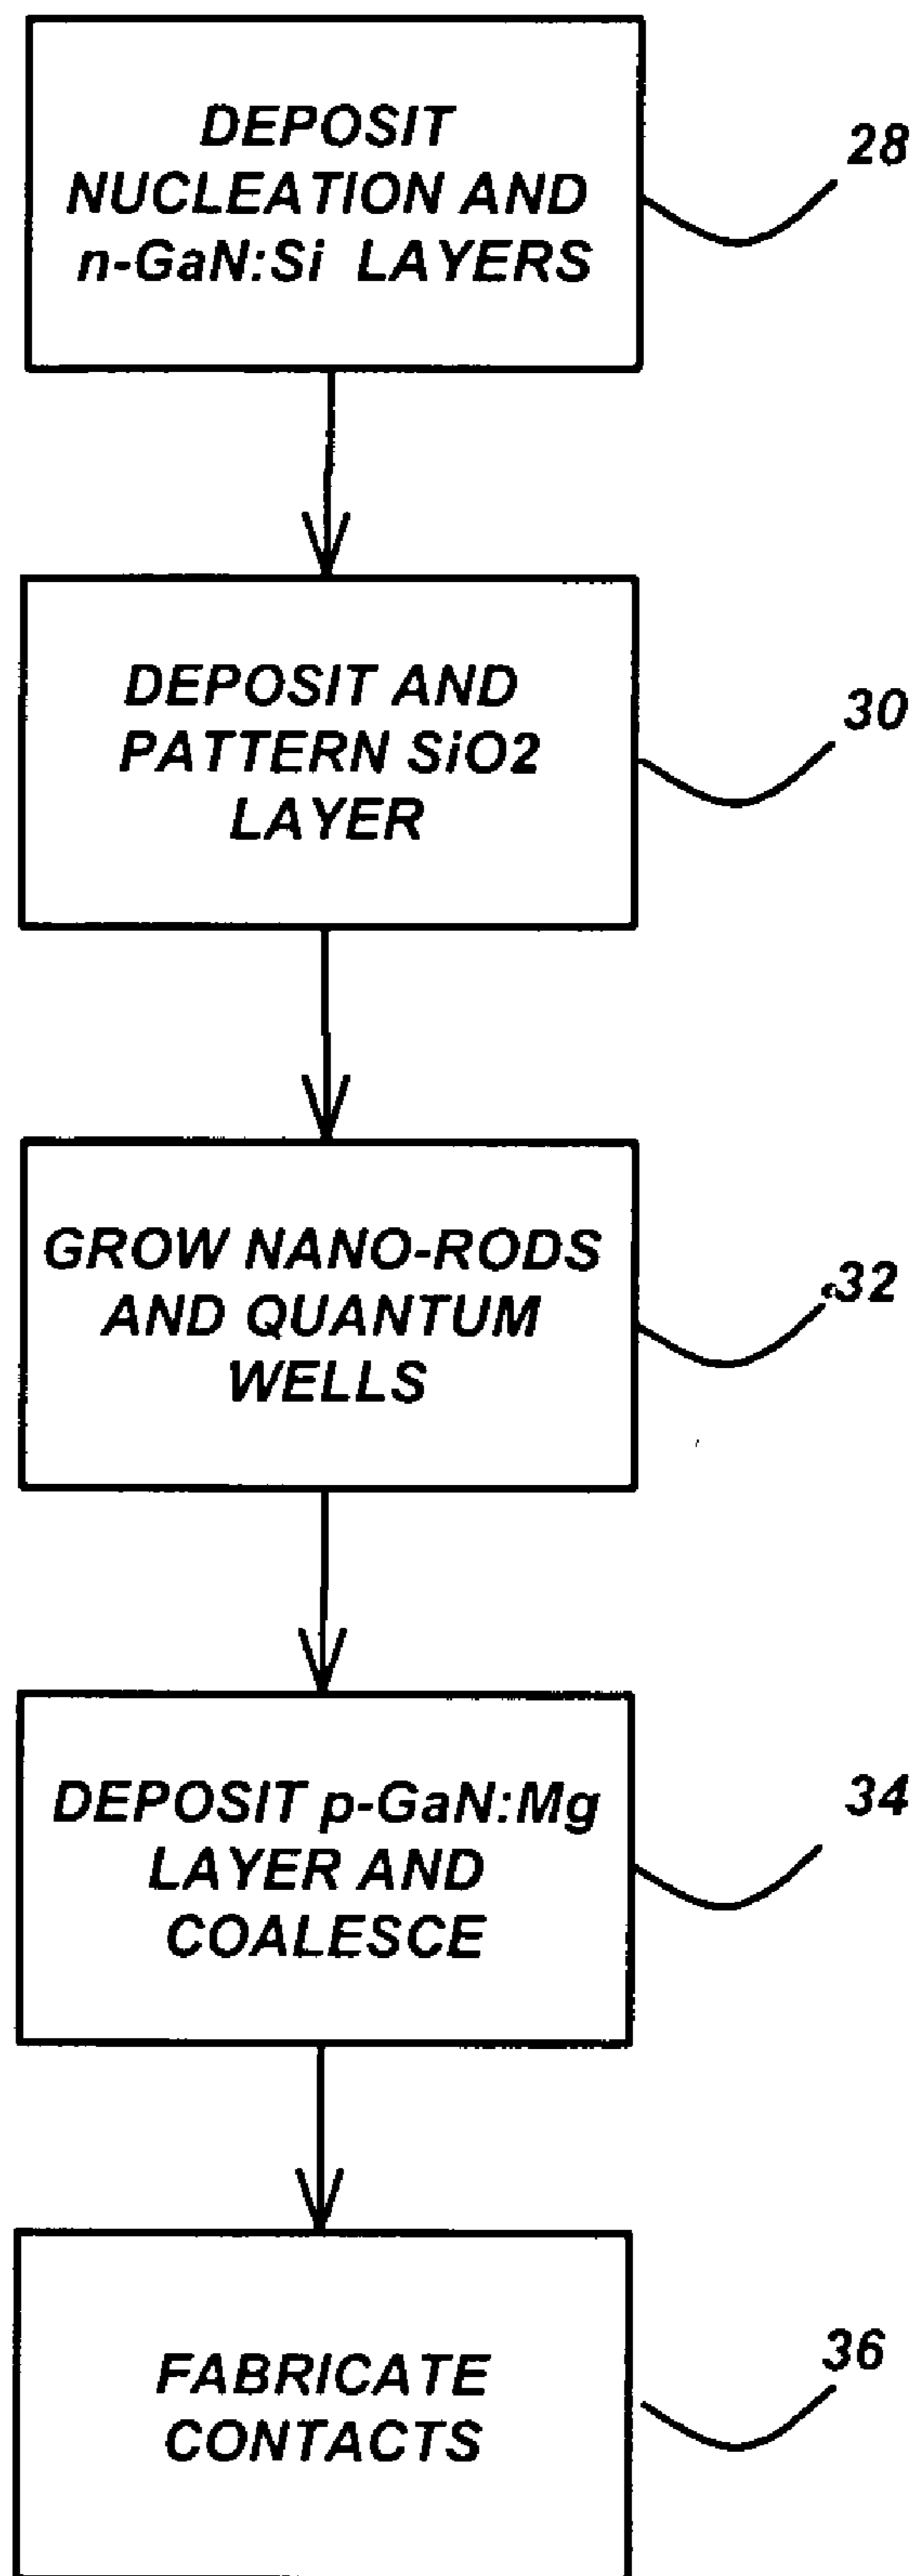 DEPOSIT
NUCLEATION AND
n-GaN:Si LAYERS
28
DEPOSIT AND
PATTERN SiO2
LAYER
30
GROW NANO-RODS
AND QUANTUM
WELLS
32
DEPOSIT p-GaN:Mg
LAYER AND
COALESCE
34
FABRICATE
CONTACTS
36